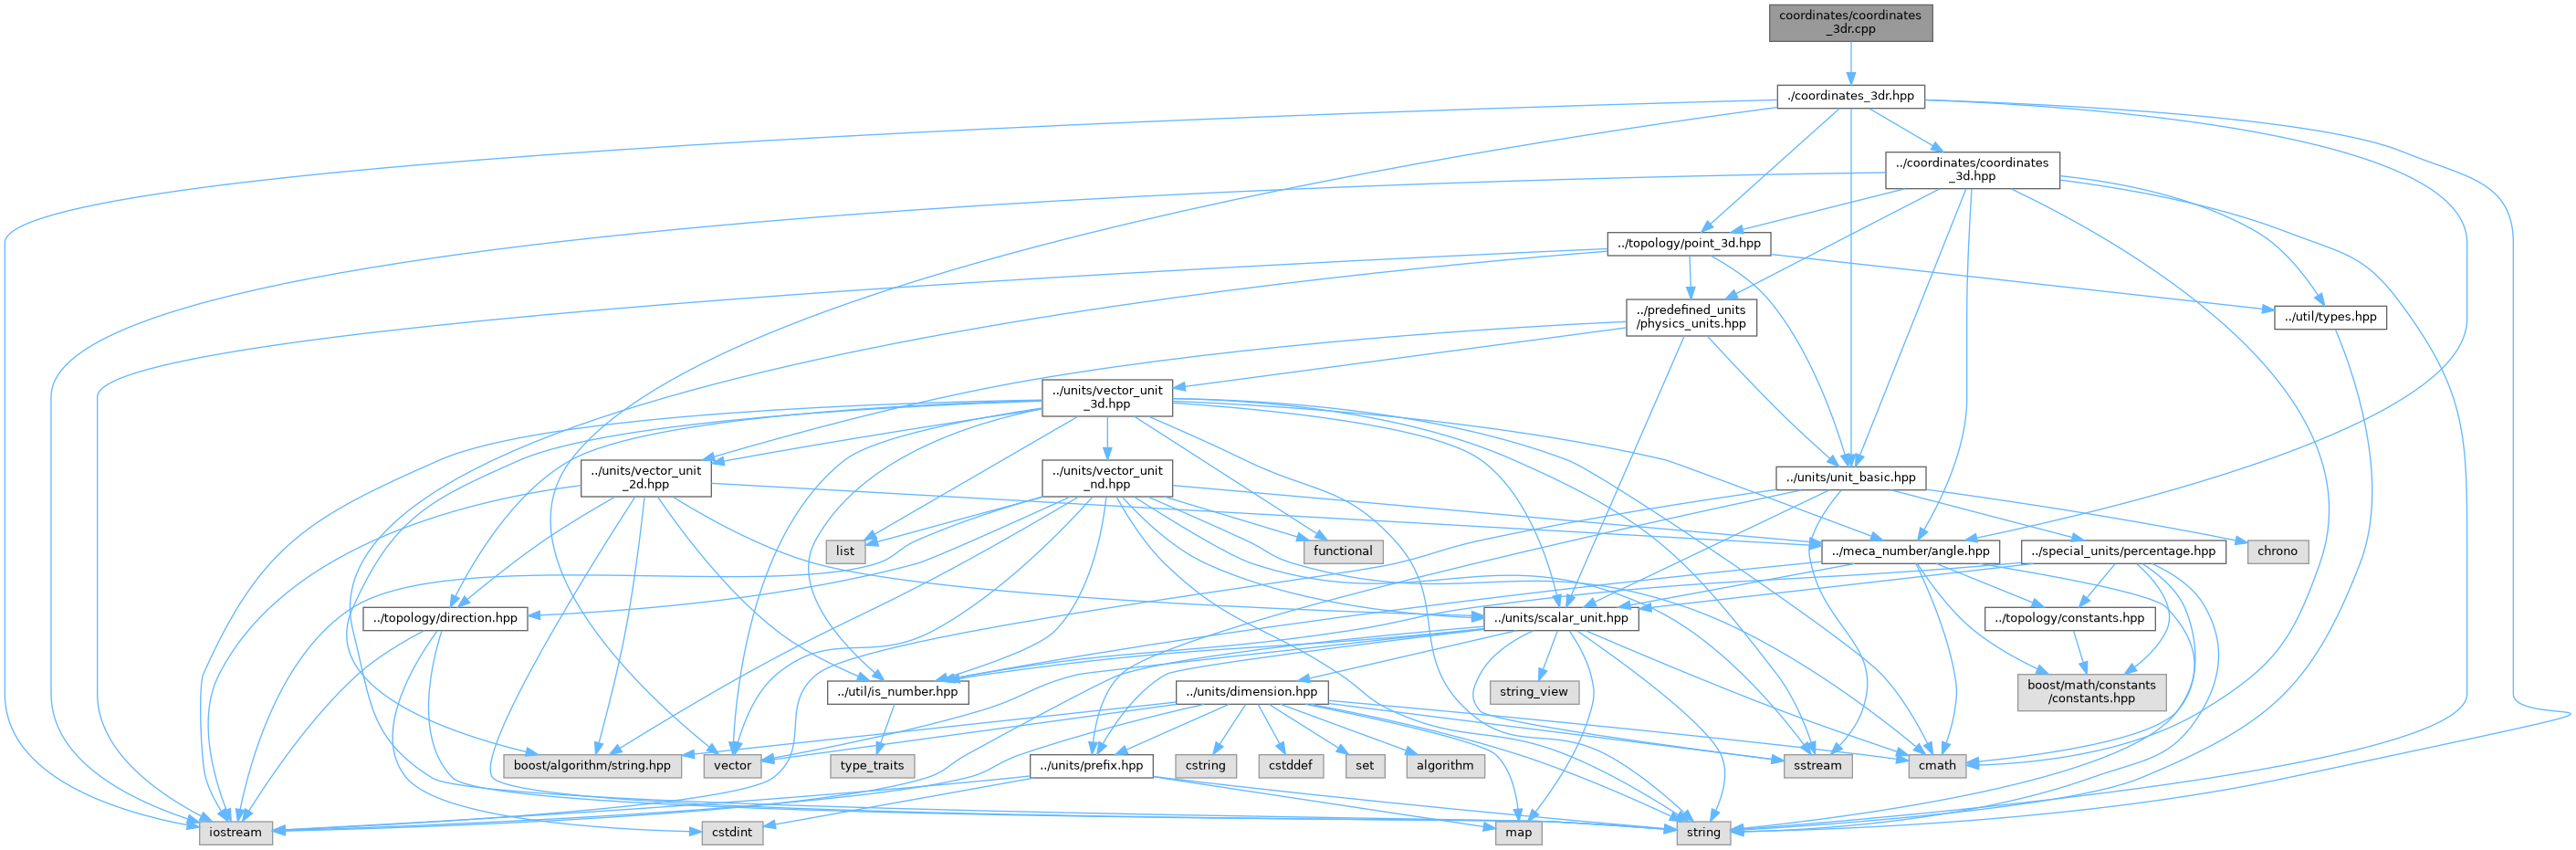 coordinates/coordinates
_3dr.cpp
./coordinates_3dr.hpp
../coordinates/coordinates
_3d.hpp
../topology/point_3d.hpp
../predefined_units
/physics_units.hpp
../util/types.hpp
../units/vector_unit
_3d.hpp
../units/vector_unit
_2d.hpp
../units/vector_unit
_nd.hpp
../units/unit_basic.hpp
list
functional
../meca_number/angle.hpp
../special_units/percentage.hpp
chrono
../topology/direction.hpp
../units/scalar_unit.hpp
../topology/constants.hpp
../util/is_number.hpp
../units/dimension.hpp
string_view
boost/math/constants
/constants.hpp
boost/algorithm/string.hpp
vector
type_traits
../units/prefix.hpp
cstring
cstddef
set
algorithm
sstream
cmath
iostream
cstdint
map
string